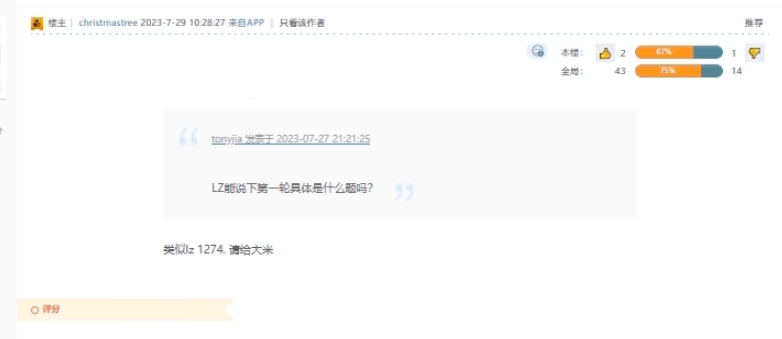 楼主 | christmastree 2023-7-29 10:28:27 来自APP | 只看该作者 推荐
本楼: 2 67% 1
全局: 43 75% 14
tonyjia 发表于 2023-07-27 21:21:25
LZ能说下第一轮具体是什么题吗?
类似lz 1274. 请给大米
评分